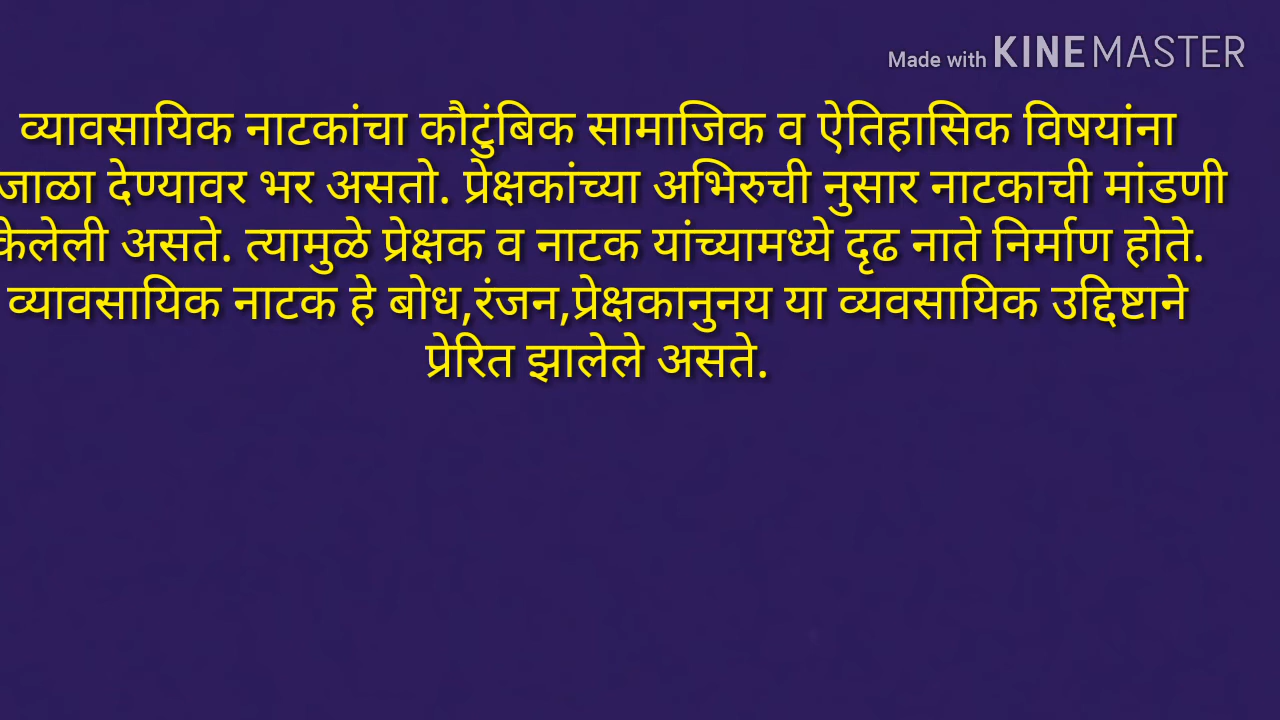 Made with KINEMASTER
व्यावसायिक नाटकांचा कौटुंबिक सामाजिक व ऐतिहासिक विषयांना
जाळा देण्यावर भर असतो. प्रेक्षकांच्या अभिरुची नुसार नाटकाची मांडणी
केलेली असते. त्यामुळे प्रेक्षक व नाटक यांच्यामध्ये दृढ नाते निर्माण होते.
व्यावसायिक नाटक हे बोध,रंजन,प्रेक्षकानुनय या व्यवसायिक उद्दिष्टाने
प्रेरित झालेले असते.